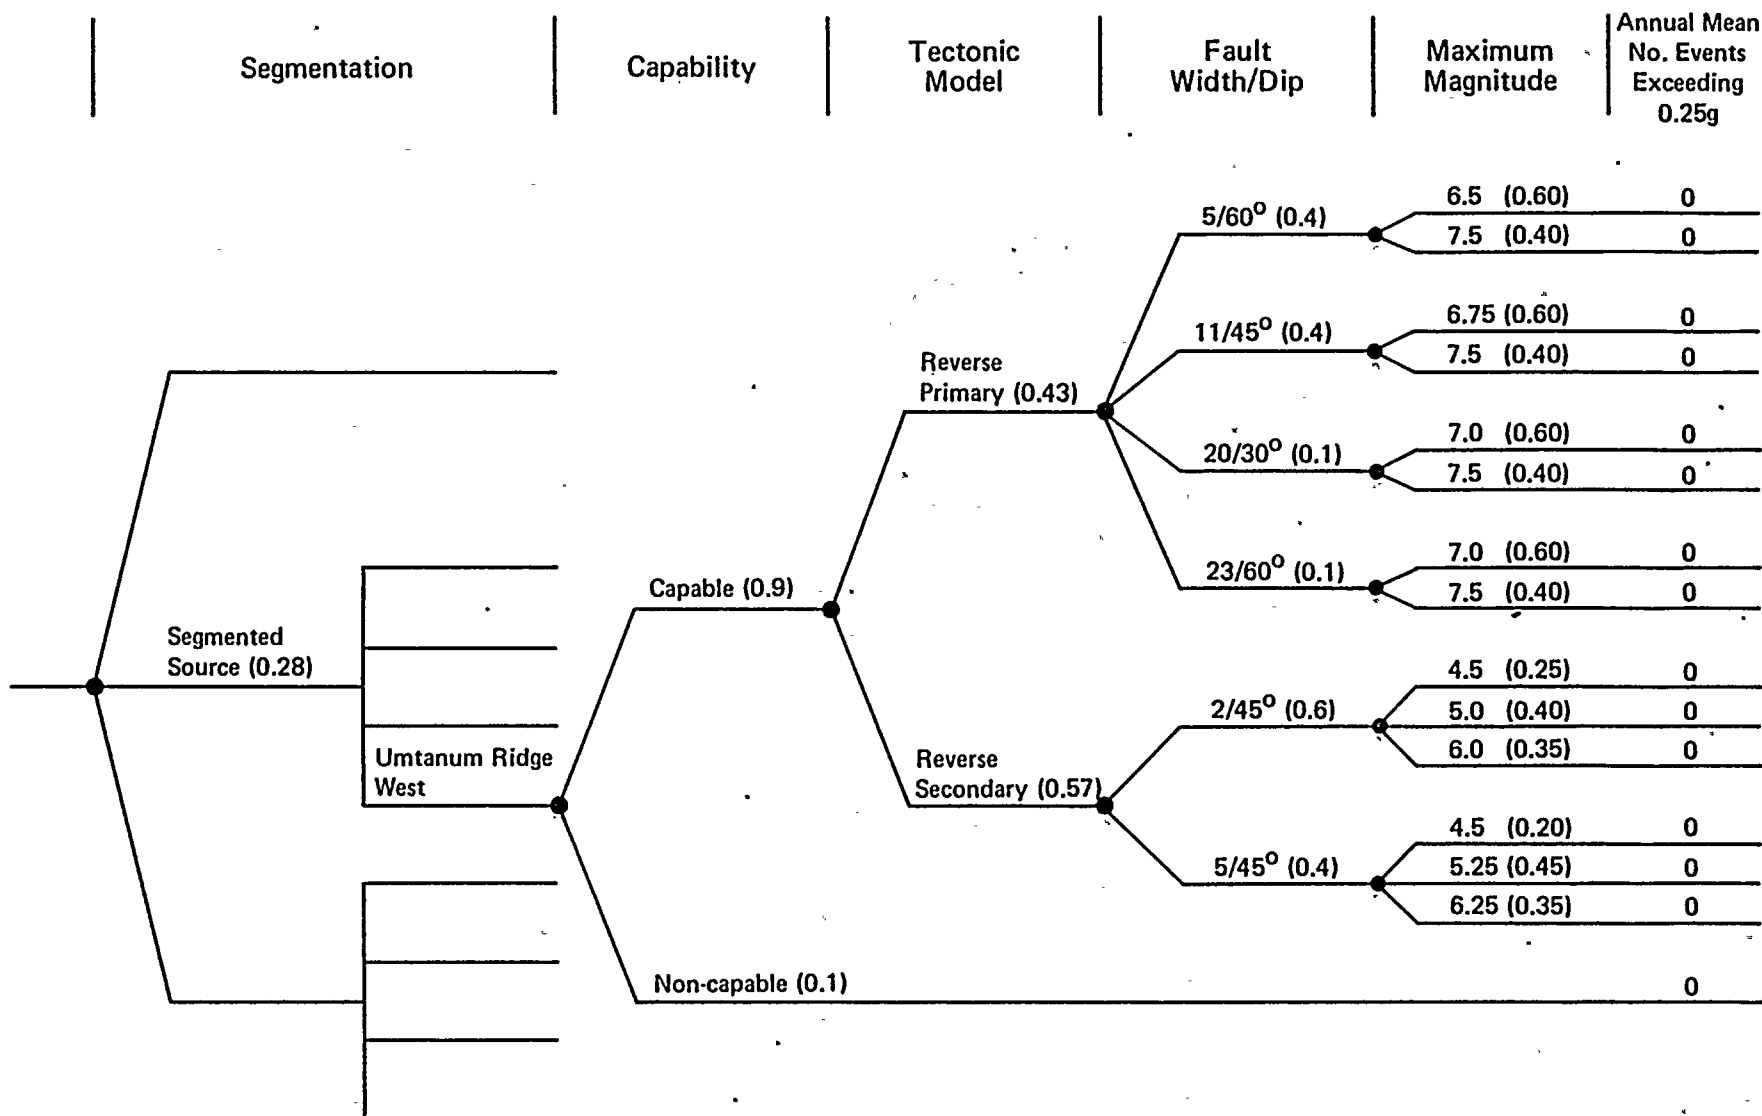 Segmentation
Capability
Tectonic
Model
Fault
Width/Dip
Maximum
Magnitude
Annual Mean
No. Events
Exceeding
0.25g
5/60º (0.4)
6.5 (0.60) 0
7.5 (0.40) 0
11/45º (0.4)
6.75 (0.60) 0
7.5 (0.40) 0
Reverse
Primary (0.43)
20/30º (0.1)
7.0 (0.60) 0
7.5 (0.40) 0
23/60º (0.1)
7.0 (0.60) 0
7.5 (0.40) 0
Capable (0.9)
Segmented
Source (0.28)
Umtanum Ridge
West
Reverse
Secondary (0.57)
2/45º (0.6)
4.5 (0.25) 0
5.0 (0.40) 0
6.0 (0.35) 0
5/45º (0.4)
4.5 (0.20) 0
5.25 (0.45) 0
6.25 (0.35) 0
Non-capable (0.1)
0